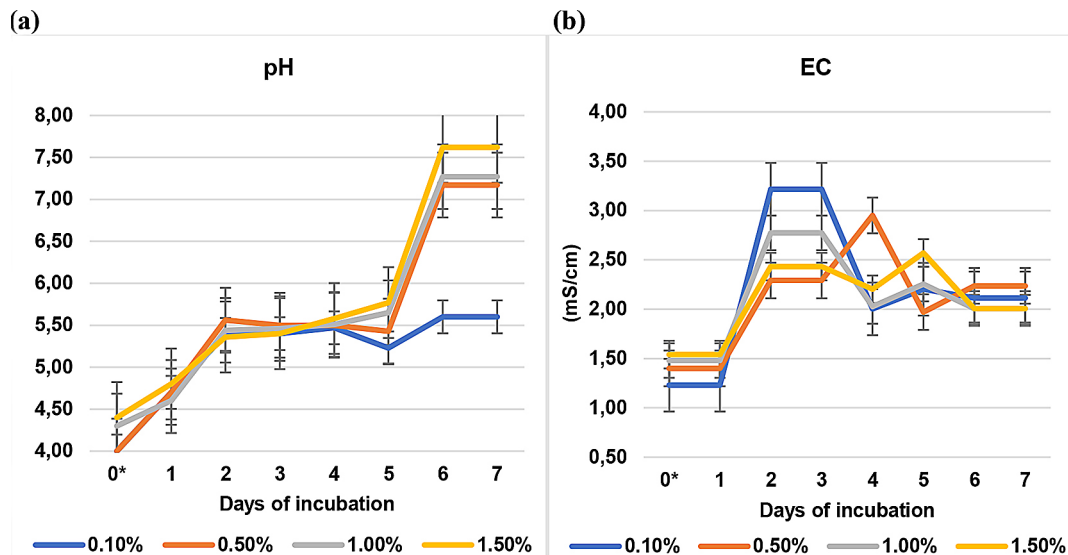 (a)
pH
8,00
7,50
7,00
6,50
6,00
5,50
5,00
4,50
4,00
0* 1 2 3 4 5 6 7
Days of incubation
0.10% 0.50% 1.00% 1.50%
(b)
EC
(mS/cm)
4,00
3,50
3,00
2,50
2,00
1,50
1,00
0,50
0* 1 2 3 4 5 6 7
Days of incubation
0.10% 0.50% 1.00% 1.50%